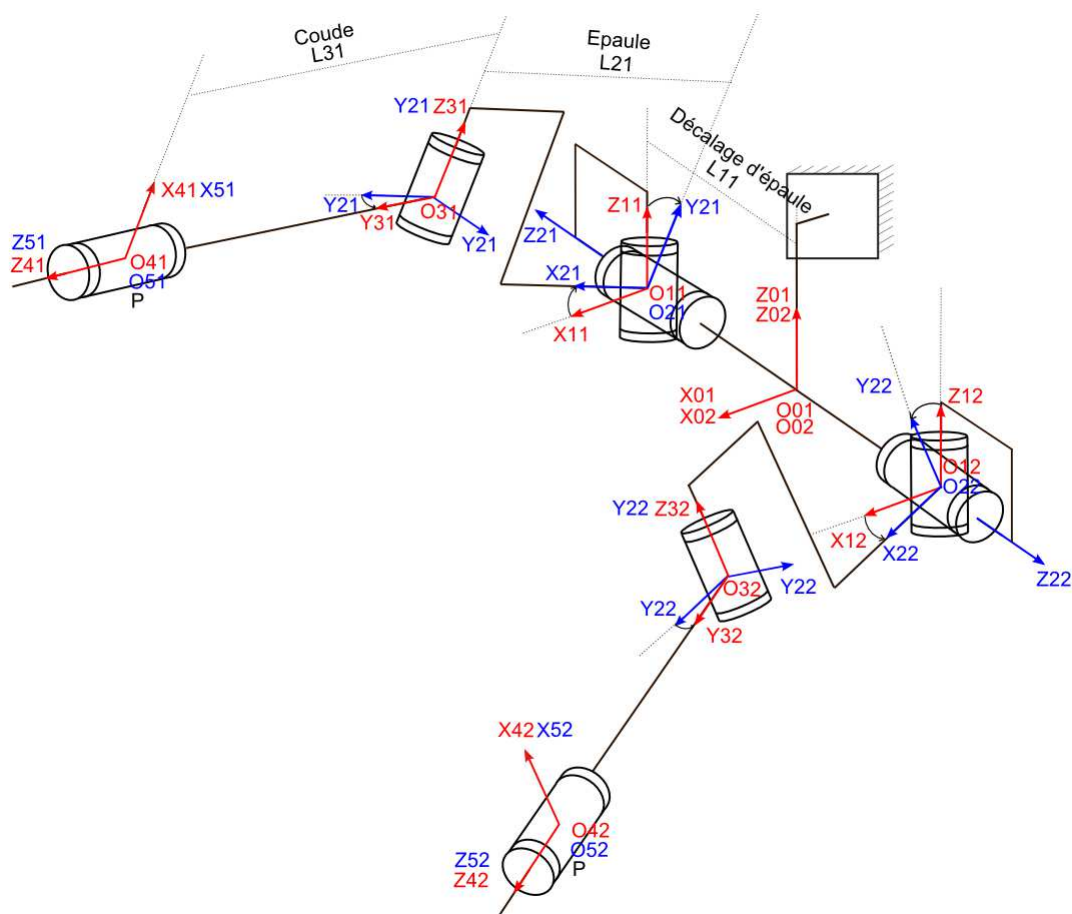 Coude
L31
Epaule
L21
Décalage d'épaule
L11
Y21 Z31
X41 X51
Y21
Y31
O31
Y21
Z51
Z41
O41
O51
P
Z11
Y21
Z21
X21
O11
O21
X11
Z01
Z02
X01
X02
O01
O02
Y22
Z12
O12
O22
X12
X22
Z22
Y22 Z32
O32
Y22
Y22
Y32
X42 X52
O42
O52
P
Z52
Z42